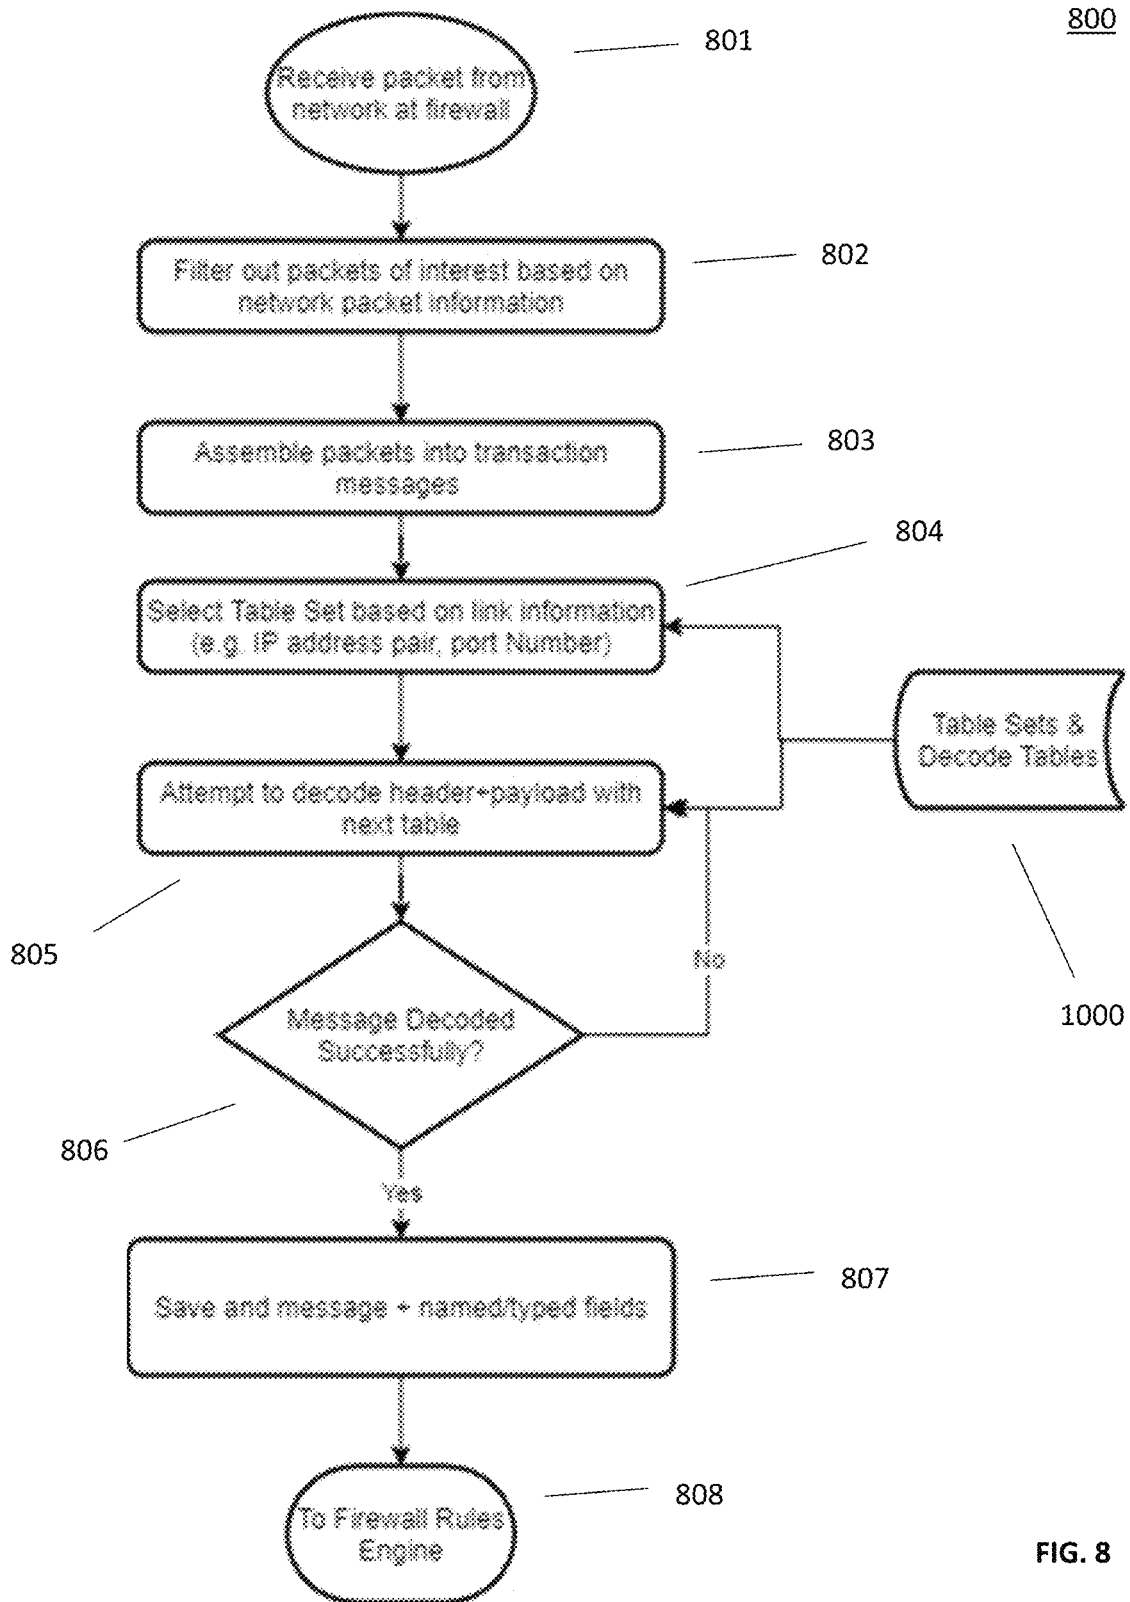 800
801
Receive packet from
network at firewall
802
Filter out packets of interest based on
network packet information
803
Assemble packets into transaction
messages
804
Select Table Set based on link information
(e.g. IP address pair, port Number)
Table Sets &
Decode Tables
1000
Attempt to decode header+payload with
next table
805
No
Message Decoded
Successfully?
806
Yes
807
Save and message + named/typed fields
808
To Firewall Rules
Engine
FIG. 8